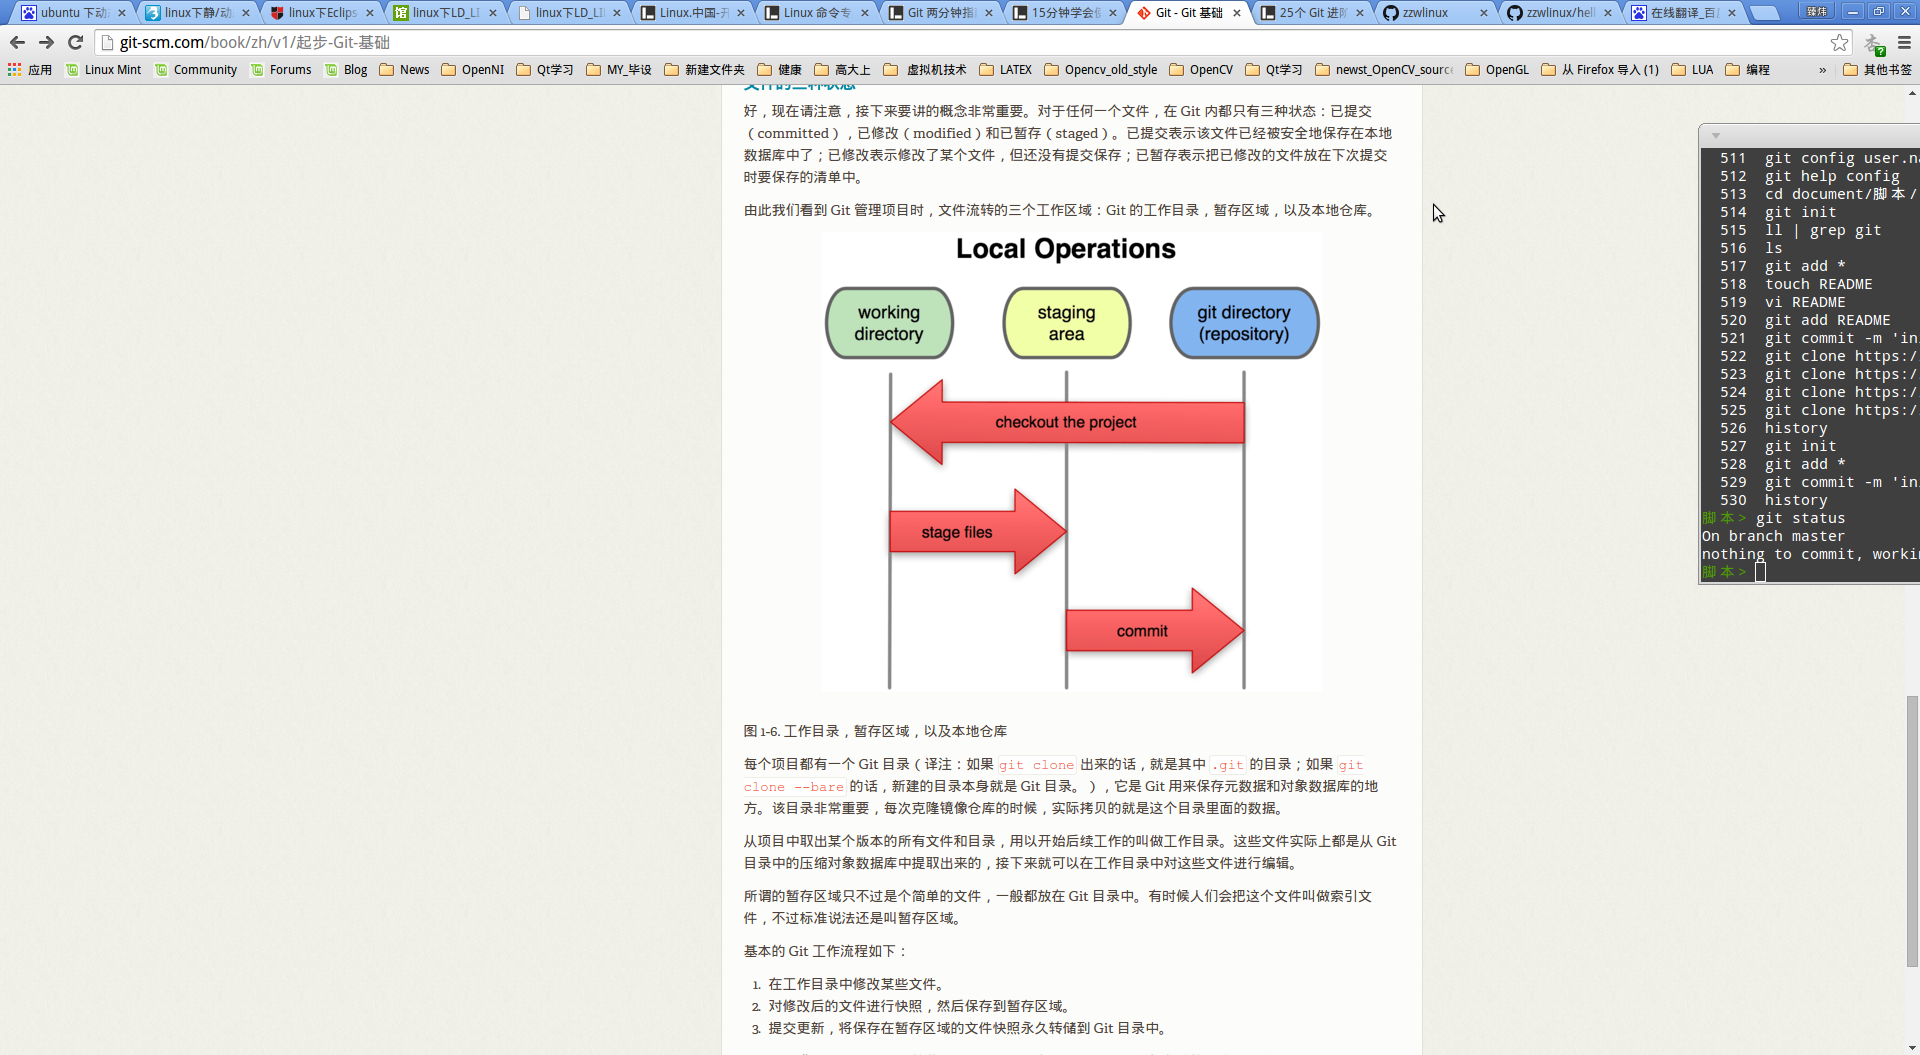 ubuntu 下动
linux下静/动
linux下Eclips
linux下LD_LI
linux下LD_LI
Linux.中国-开
Linux 命令专
Git 两分钟指
15分钟学会使
Git - Git 基础
25个 Git 进阶
zzwlinux
zzwlinux/hell
在线翻译_百
臻炜
git-scm.com/book/zh/v1/起步-Git-基础
应用 Linux Mint Community Forums Blog News OpenNI Qt学习 MY_毕设 新建文件夹 健康 高大上 虚拟机技术 LATEX Opencv_old_style OpenCV Qt学习 newst_OpenCV_sourc OpenGL 从 Firefox 导入 (1) LUA 编程 » 其他书签
文件的三种状态
好，现在请注意，接下来要讲的概念非常重要。对于任何一个文件，在 Git 内都只有三种状态：已提交
（committed），已修改（modified）和已暂存（staged）。已提交表示该文件已经被安全地保存在本地
数据库中了；已修改表示修改了某个文件，但还没有提交保存；已暂存表示把已修改的文件放在下次提交
时要保存的清单中。
由此我们看到 Git 管理项目时，文件流转的三个工作区域：Git 的工作目录，暂存区域，以及本地仓库。
Local Operations
working
directory
staging
area
git directory
(repository)
checkout the project
stage files
commit
图 1-6. 工作目录，暂存区域，以及本地仓库
每个项目都有一个 Git 目录（译注：如果 git clone 出来的话，就是其中 .git 的目录；如果 git
clone --bare 的话，新建的目录本身就是 Git 目录。），它是 Git 用来保存元数据和对象数据库的地
方。该目录非常重要，每次克隆镜像仓库的时候，实际拷贝的就是这个目录里面的数据。
从项目中取出某个版本的所有文件和目录，用以开始后续工作的叫做工作目录。这些文件实际上都是从 Git
目录中的压缩对象数据库中提取出来的，接下来就可以在工作目录中对这些文件进行编辑。
所谓的暂存区域只不过是个简单的文件，一般都放在 Git 目录中。有时候人们会把这个文件叫做索引文
件，不过标准说法还是叫暂存区域。
基本的 Git 工作流程如下：
1. 在工作目录中修改某些文件。
2. 对修改后的文件进行快照，然后保存到暂存区域。
3. 提交更新，将保存在暂存区域的文件快照永久转储到 Git 目录中。
511 git config user.na
512 git help config
513 cd document/脚本/
514 git init
515 ll | grep git
516 ls
517 git add *
518 touch README
519 vi README
520 git add README
521 git commit -m 'in
522 git clone https:/
523 git clone https:/
524 git clone https:/
525 git clone https:/
526 history
527 git init
528 git add *
529 git commit -m 'in
530 history
脚本> git status
On branch master
nothing to commit, workin
脚本>